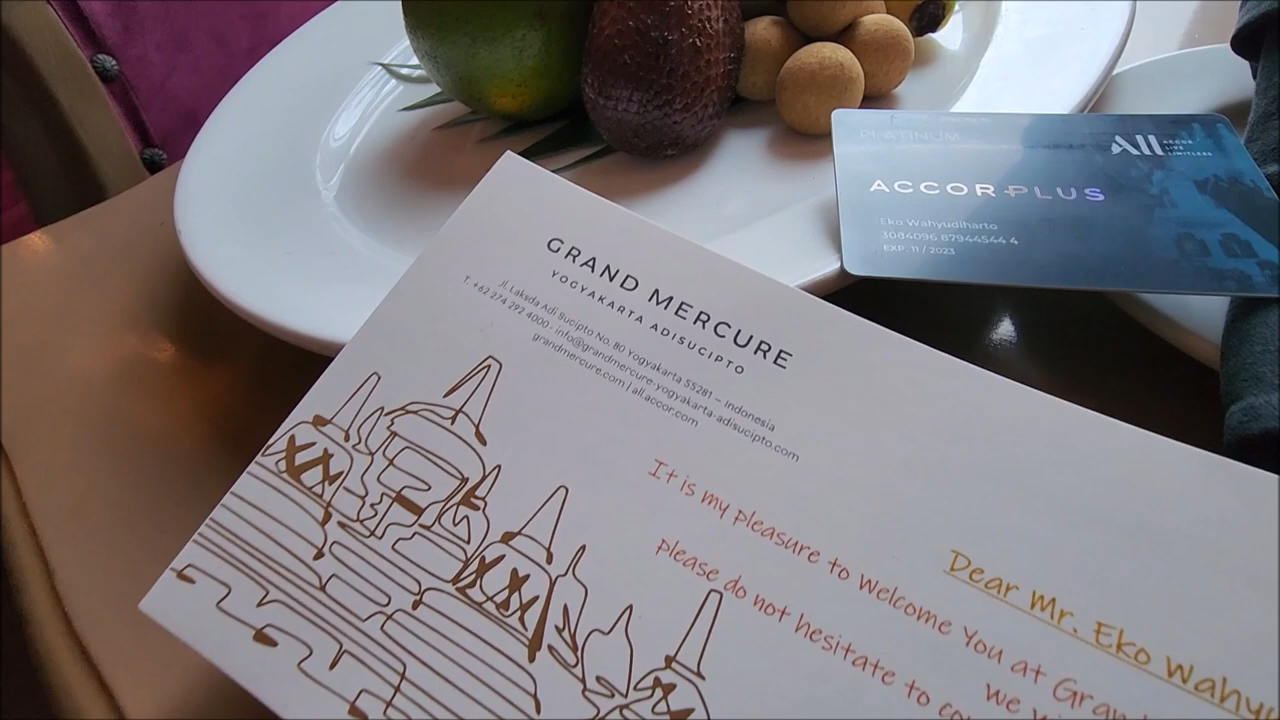 PLATINUM
ALL ACCOR
LIVE
LIMITLESS
ACCOR PLUS
Eko Wahyudiharto
3084096 87944544 4
EXP: 11 / 2023
GRAND MERCURE
YOGYAKARTA ADISUCIPTO
Jl. Laksda Adi Sucipto No. 80 Yogyakarta 55281 – Indonesia
T. +62 274 292 4000 - info@grandmercure-yogyakarta-adisucipto.com
grandmercure.com | all.accor.com
Dear Mr. Eko Wahyu
It is my pleasure to welcome You at Grand
please do not hesitate to
we